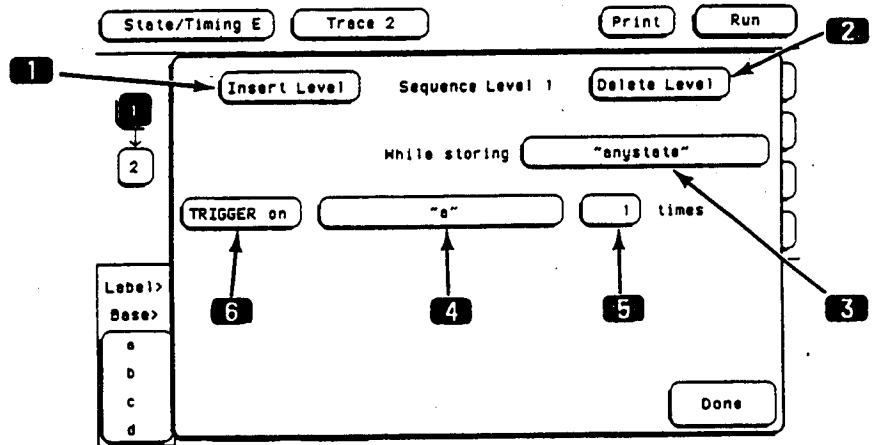 State/Timing E Trace 2 Print Run
1 2
Insert Level Sequence Level 1 Delete Level
1
2
While storing "anystate"
TRIGGER on "a" 1 times
Label>
Base>
6 4 5 3
a
b
c
d
Done